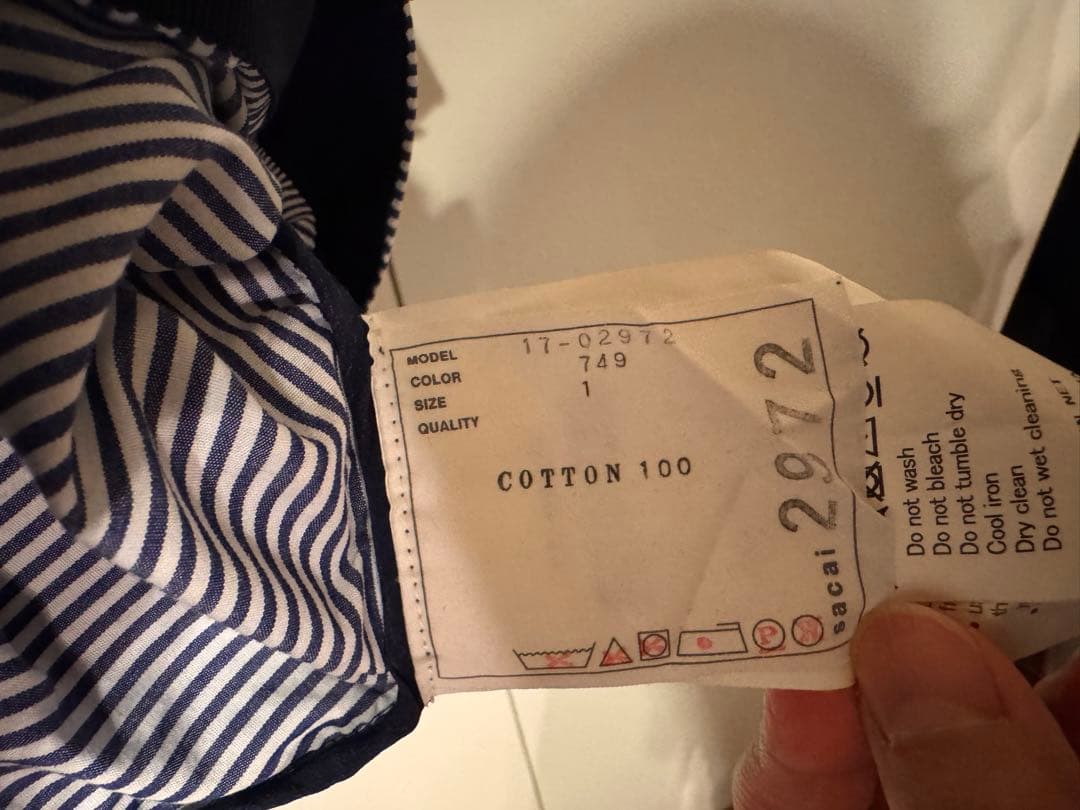 MODEL 17-02972
COLOR 749
SIZE 1
QUALITY
COTTON 100
sacai 2972
P
Do not wash
Do not bleach
Do not tumble dry
Cool iron
Dry clean
Do not wet cleaning